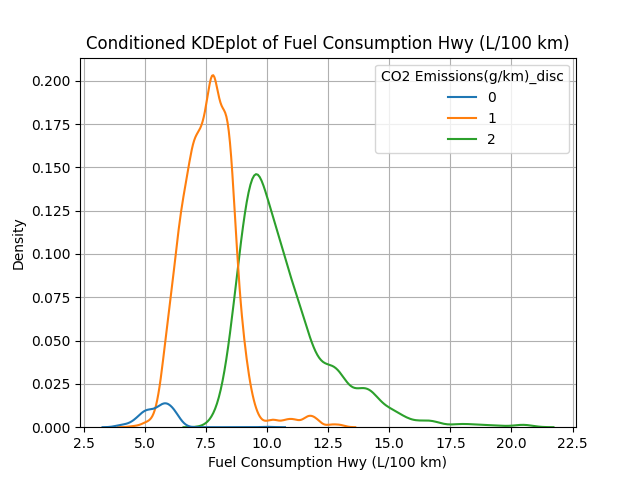 Conditioned KDEplot of Fuel Consumption Hwy (L/100 km)
CO2 Emissions(g/km)_disc
0
1
2
0.200
0.175
0.150
0.125
0.100
0.075
0.050
0.025
0.000
Density
2.5 5.0 7.5 10.0 12.5 15.0 17.5 20.0 22.5
Fuel Consumption Hwy (L/100 km)